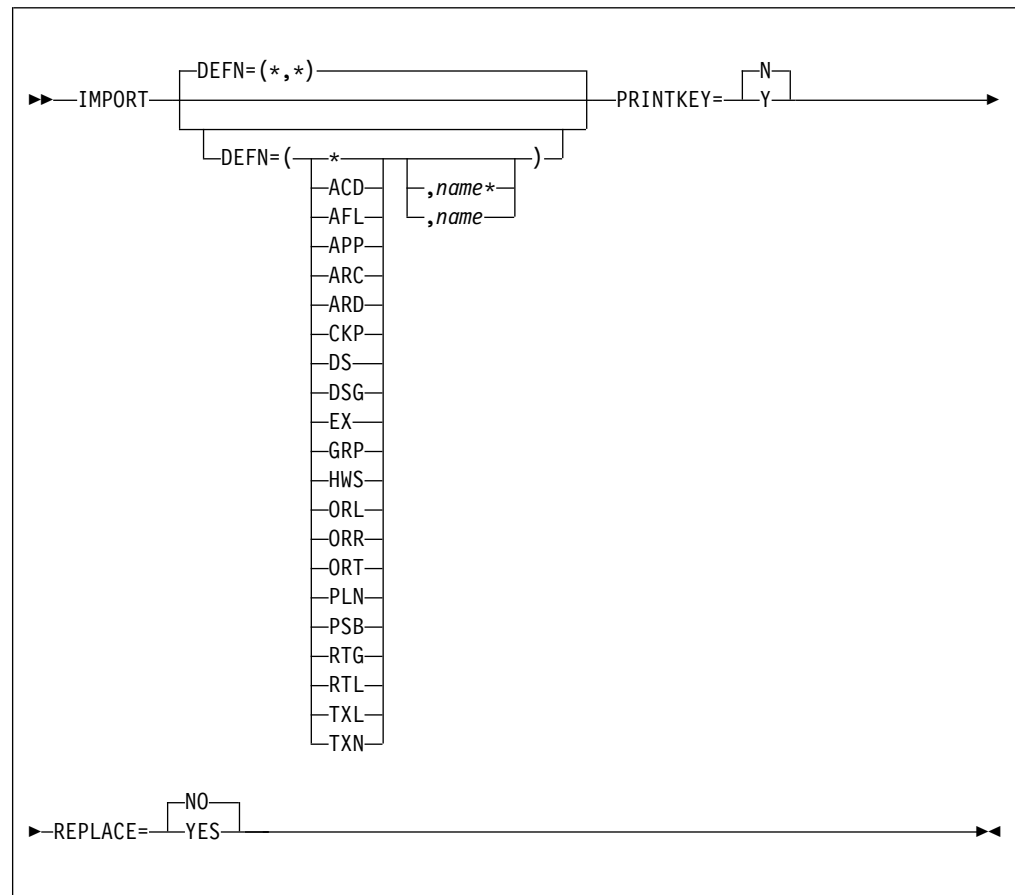 DEFN=(*,*)
N
IMPORT PRINTKEY= Y
DEFN=( * )
,name*
ACD
,name
AFL
APP
ARC
ARD
CKP
DS
DSG
EX
GRP
HWS
ORL
ORR
ORT
PLN
PSB
RTG
RTL
TXL
TXN
NO
REPLACE= YES